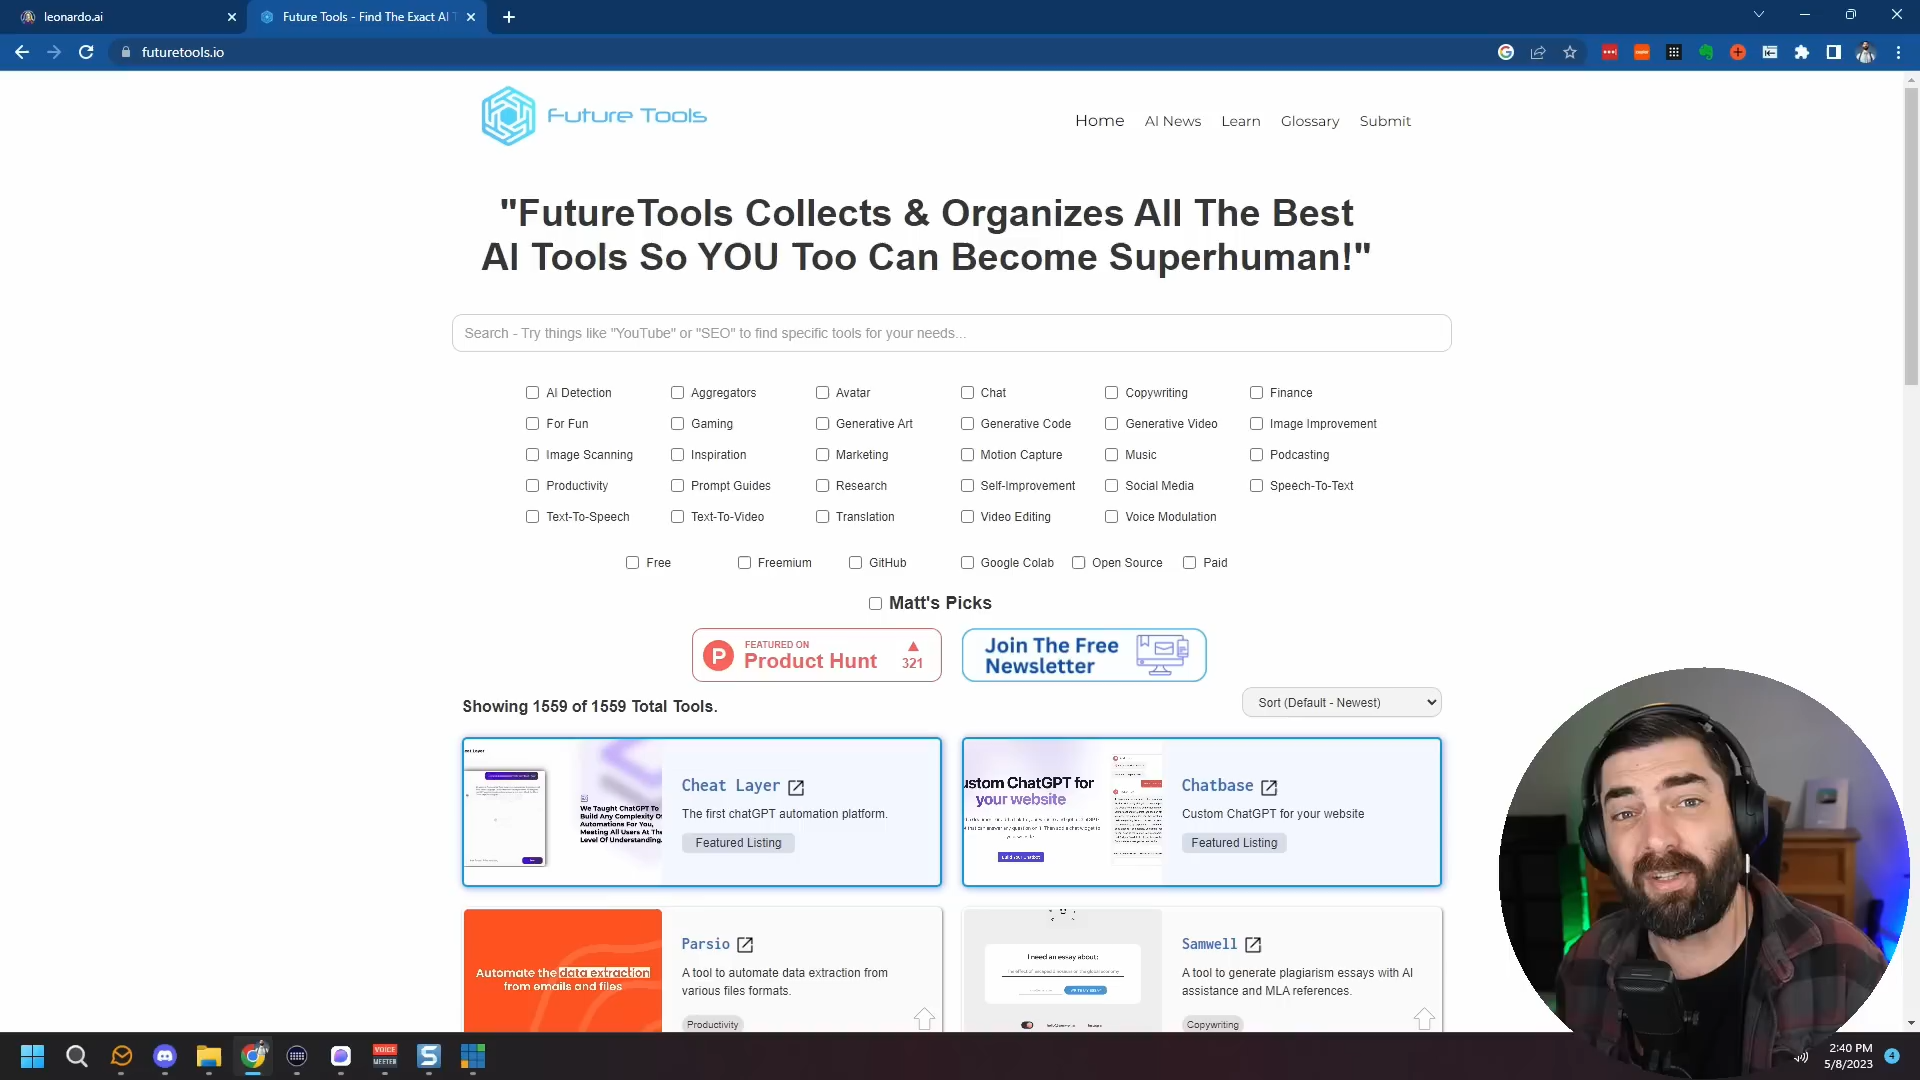 leonardo.ai
Future Tools - Find The Exact AI T
futuretools.io
Future Tools
Home
AI News
Learn
Glossary
Submit
"FutureTools Collects & Organizes All The Best
AI Tools So YOU Too Can Become Superhuman!"
Search - Try things like "YouTube" or "SEO" to find specific tools for your needs...
AI Detection
Aggregators
Avatar
Chat
Copywriting
Finance
For Fun
Gaming
Generative Art
Generative Code
Generative Video
Image Improvement
Image Scanning
Inspiration
Marketing
Motion Capture
Music
Podcasting
Productivity
Prompt Guides
Research
Self-Improvement
Social Media
Speech-To-Text
Text-To-Speech
Text-To-Video
Translation
Video Editing
Voice Modulation
Free
Freemium
GitHub
Google Colab
Open Source
Paid
Matt's Picks
P
FEATURED ON
Product Hunt
321
Join The Free
Newsletter
Showing 1559 of 1559 Total Tools.
Sort (Default - Newest)
We Taught ChatGPT To
Build Any Complexity Of
Automations For You,
Meeting All Users At The
Level Of Understanding.
Cheat Layer
The first chatGPT automation platform.
Featured Listing
ustom ChatGPT for
your website
Chatbase
Custom ChatGPT for your website
Featured Listing
Automate the data extraction
from emails and files
Parsio
A tool to automate data extraction from
various files formats.
Productivity
I need an essay about:
Samwell
A tool to generate plagiarism essays with AI
assistance and MLA references.
Copywriting
VOICE
MEETER
2:40 PM
5/8/2023
4